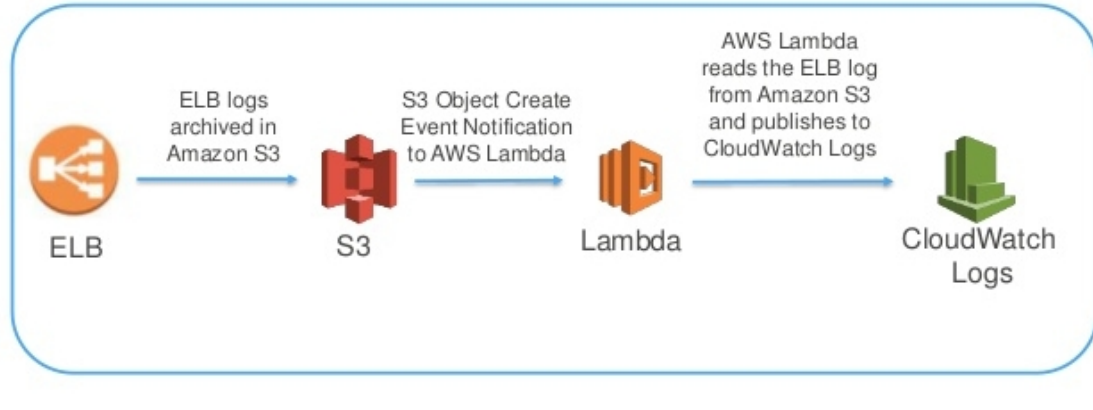 ELB logs
archived in
Amazon S3
S3 Object Create
Event Notification
to AWS Lambda
AWS Lambda
reads the ELB log
from Amazon S3
and publishes to
CloudWatch Logs
ELB
S3
Lambda
CloudWatch
Logs